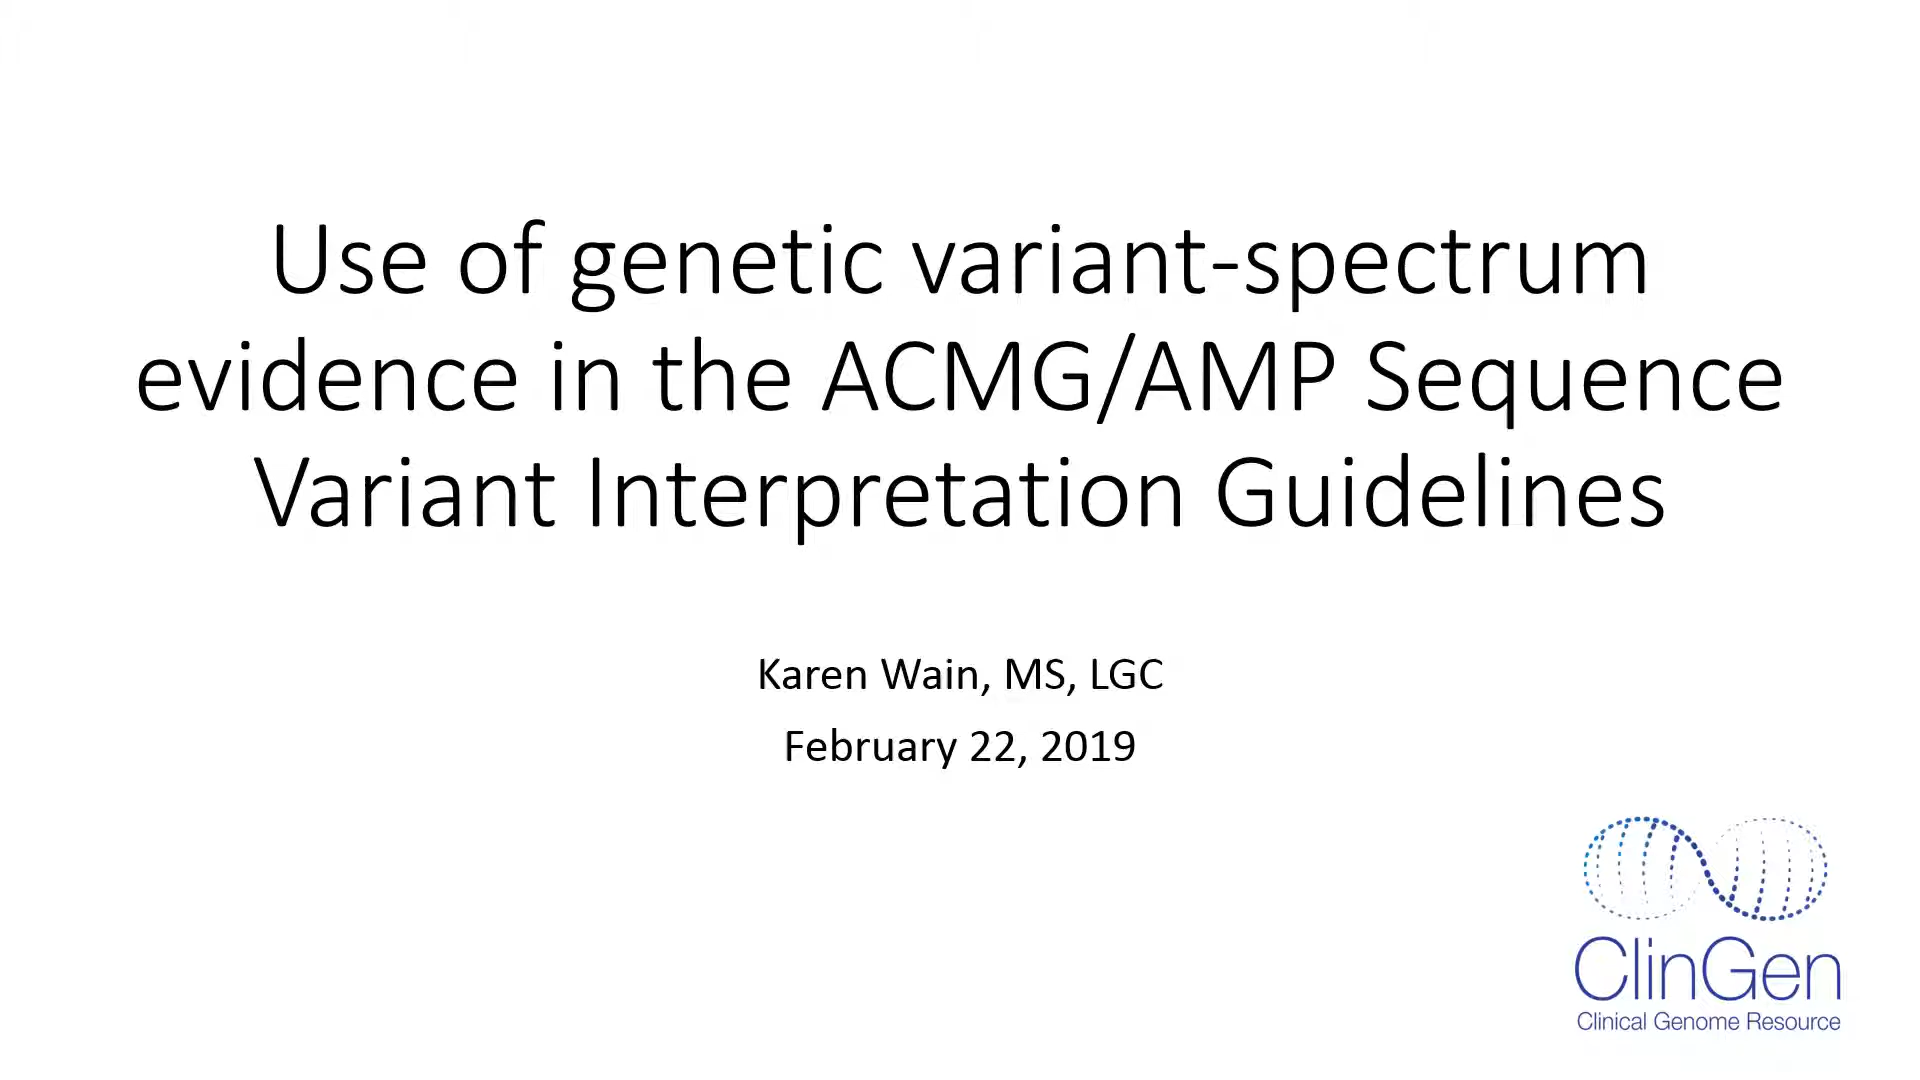 Use of genetic variant-spectrum
evidence in the ACMG/AMP Sequence
Variant Interpretation Guidelines
Karen Wain, MS, LGC
February 22, 2019
ClinGen
Clinical Genome Resource